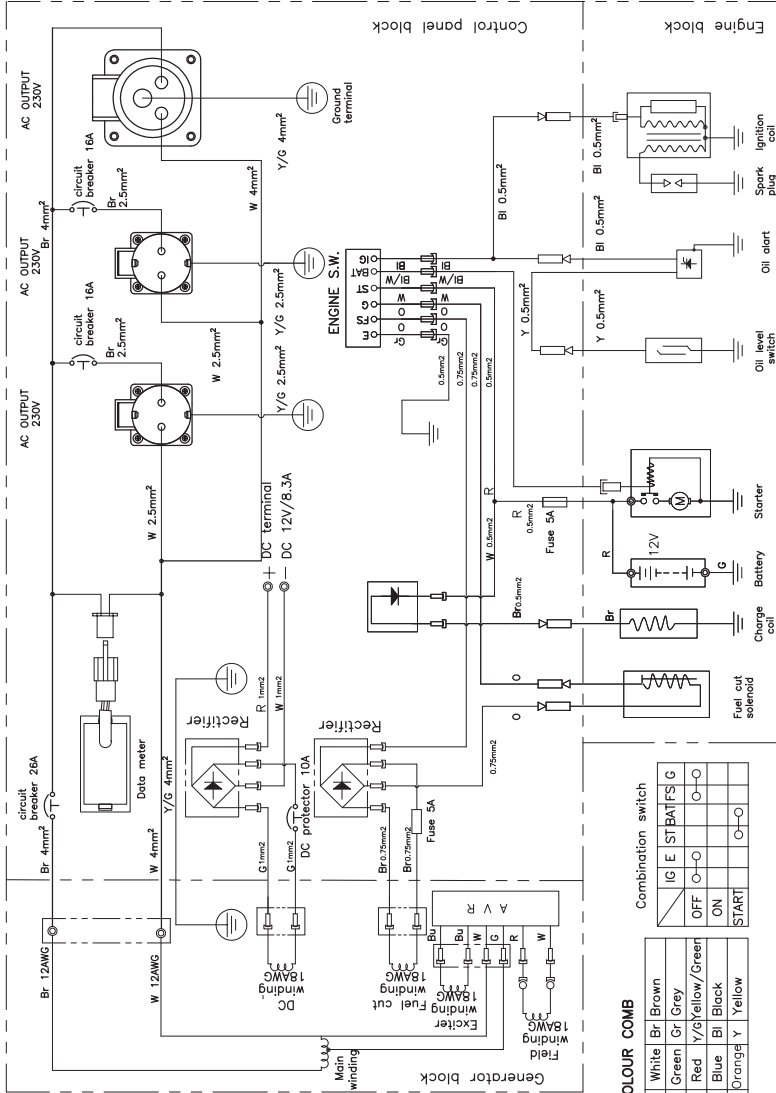 Control panel block
Engine block
AC OUTPUT
230V
AC OUTPUT
230V
AC OUTPUT
230V
Ground
terminal
Y/G 4mm²
circuit
breaker 16A
Br 4mm²
Br
2.5mm²
W 4mm²
Y/G 2.5mm²
circuit
breaker 16A
Br
2.5mm²
W 2.5mm²
Y/G 2.5mm²
W 2.5mm²
ENGINE S.W.
IG
BAT
ST
G
FS
E
Bl
Bl
Bl/W
W
O
Gr
Bl
Bl
Bl/W
W
O
Gr
0.5mm2
0.75mm2
0.75mm2
0.5mm2
Bl 0.5mm²
Bl 0.5mm²
Bl 0.5mm²
Y 0.5mm²
Y 0.5mm²
Ignition
coil
Spark
plug
Oil alart
Oil level
switch
Starter
M
Battery
12V
R
G
Charge
coil
Br
Fuel cut
solenoid
R
R
0.5mm2
Fuse 5A
W 0.5mm2
Br0.5mm2
O
O
0.75mm2
+ DC terminal
− DC 12V/8.3A
R 1mm2
W 1mm2
Rectifier
Rectifier
DC protector 10A
Fuse 5A
G1mm2
G1mm2
Br0.75mm2
Br0.75mm2
Data meter
circuit
breaker 26A
Br 4mm²
Y/G 4mm²
W 4mm²
Br 12AWG
W 12AWG
DC
winding
18AWG
Fuel cut
winding
18AWG
Exciter
winding
18AWG
Field
winding
18AWG
AVR
Bu
Bu
W
G
R
W
Main
winding
Generator block
Combination switch
IG E ST BAT FS G
OFF
ON
START
OLOUR COMB
White Br Brown
Green Gr Grey
Red Y/G Yellow/Green
Blue Bl Black
Orange Y Yellow